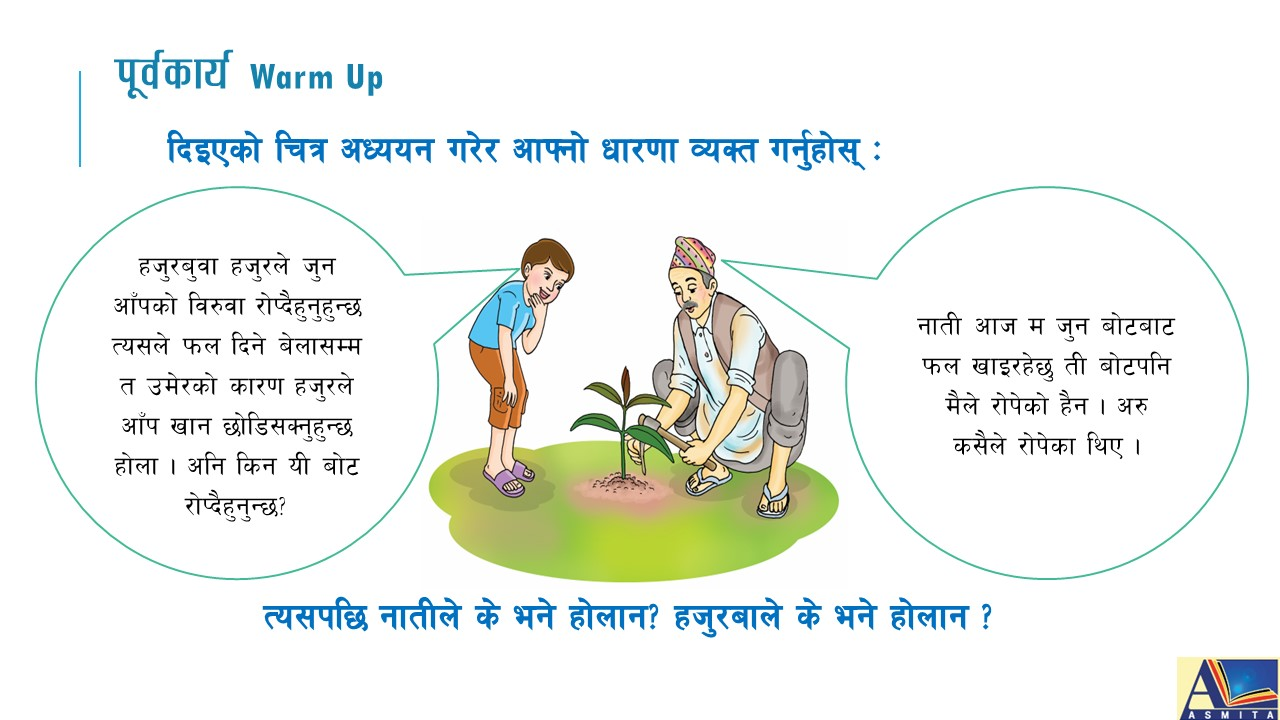 पूर्वकार्य Warm Up
दिइएको चित्र अध्ययन गरेर आफ्नो धारणा व्यक्त गर्नुहोस् :
हजुरबुवा हजुरले जुन
आँपको विरुवा रोप्दैहुनुहुन्छ
त्यसले फल दिने बेलासम्म
त उमेरको कारण हजुरले
आँप खान छोडिसक्नुहुन्छ
होला । अनि किन यी बोट
रोप्दैहुनुन्छ?
नाती आज म जुन बोटबाट
फल खाइरहेछु ती बोटपनि
मैले रोपेको हैन । अरु
कसैले रोपेका थिए ।
त्यसपछि नातीले के भने होलान? हजुरबाले के भने होलान ?
ASMITA